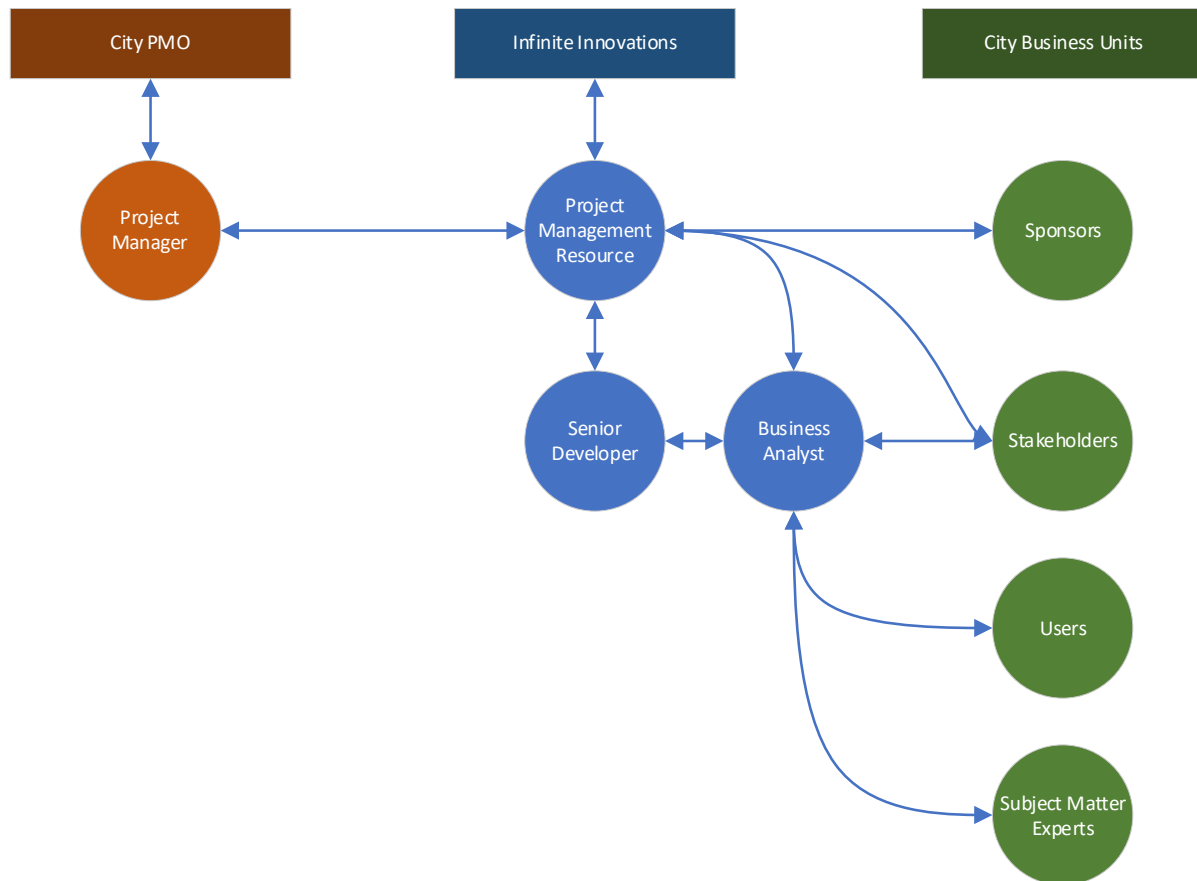 City PMO
Infinite Innovations
City Business Units
Project
Manager
Project
Management
Resource
Sponsors
Senior
Developer
Business
Analyst
Stakeholders
Users
Subject Matter
Experts